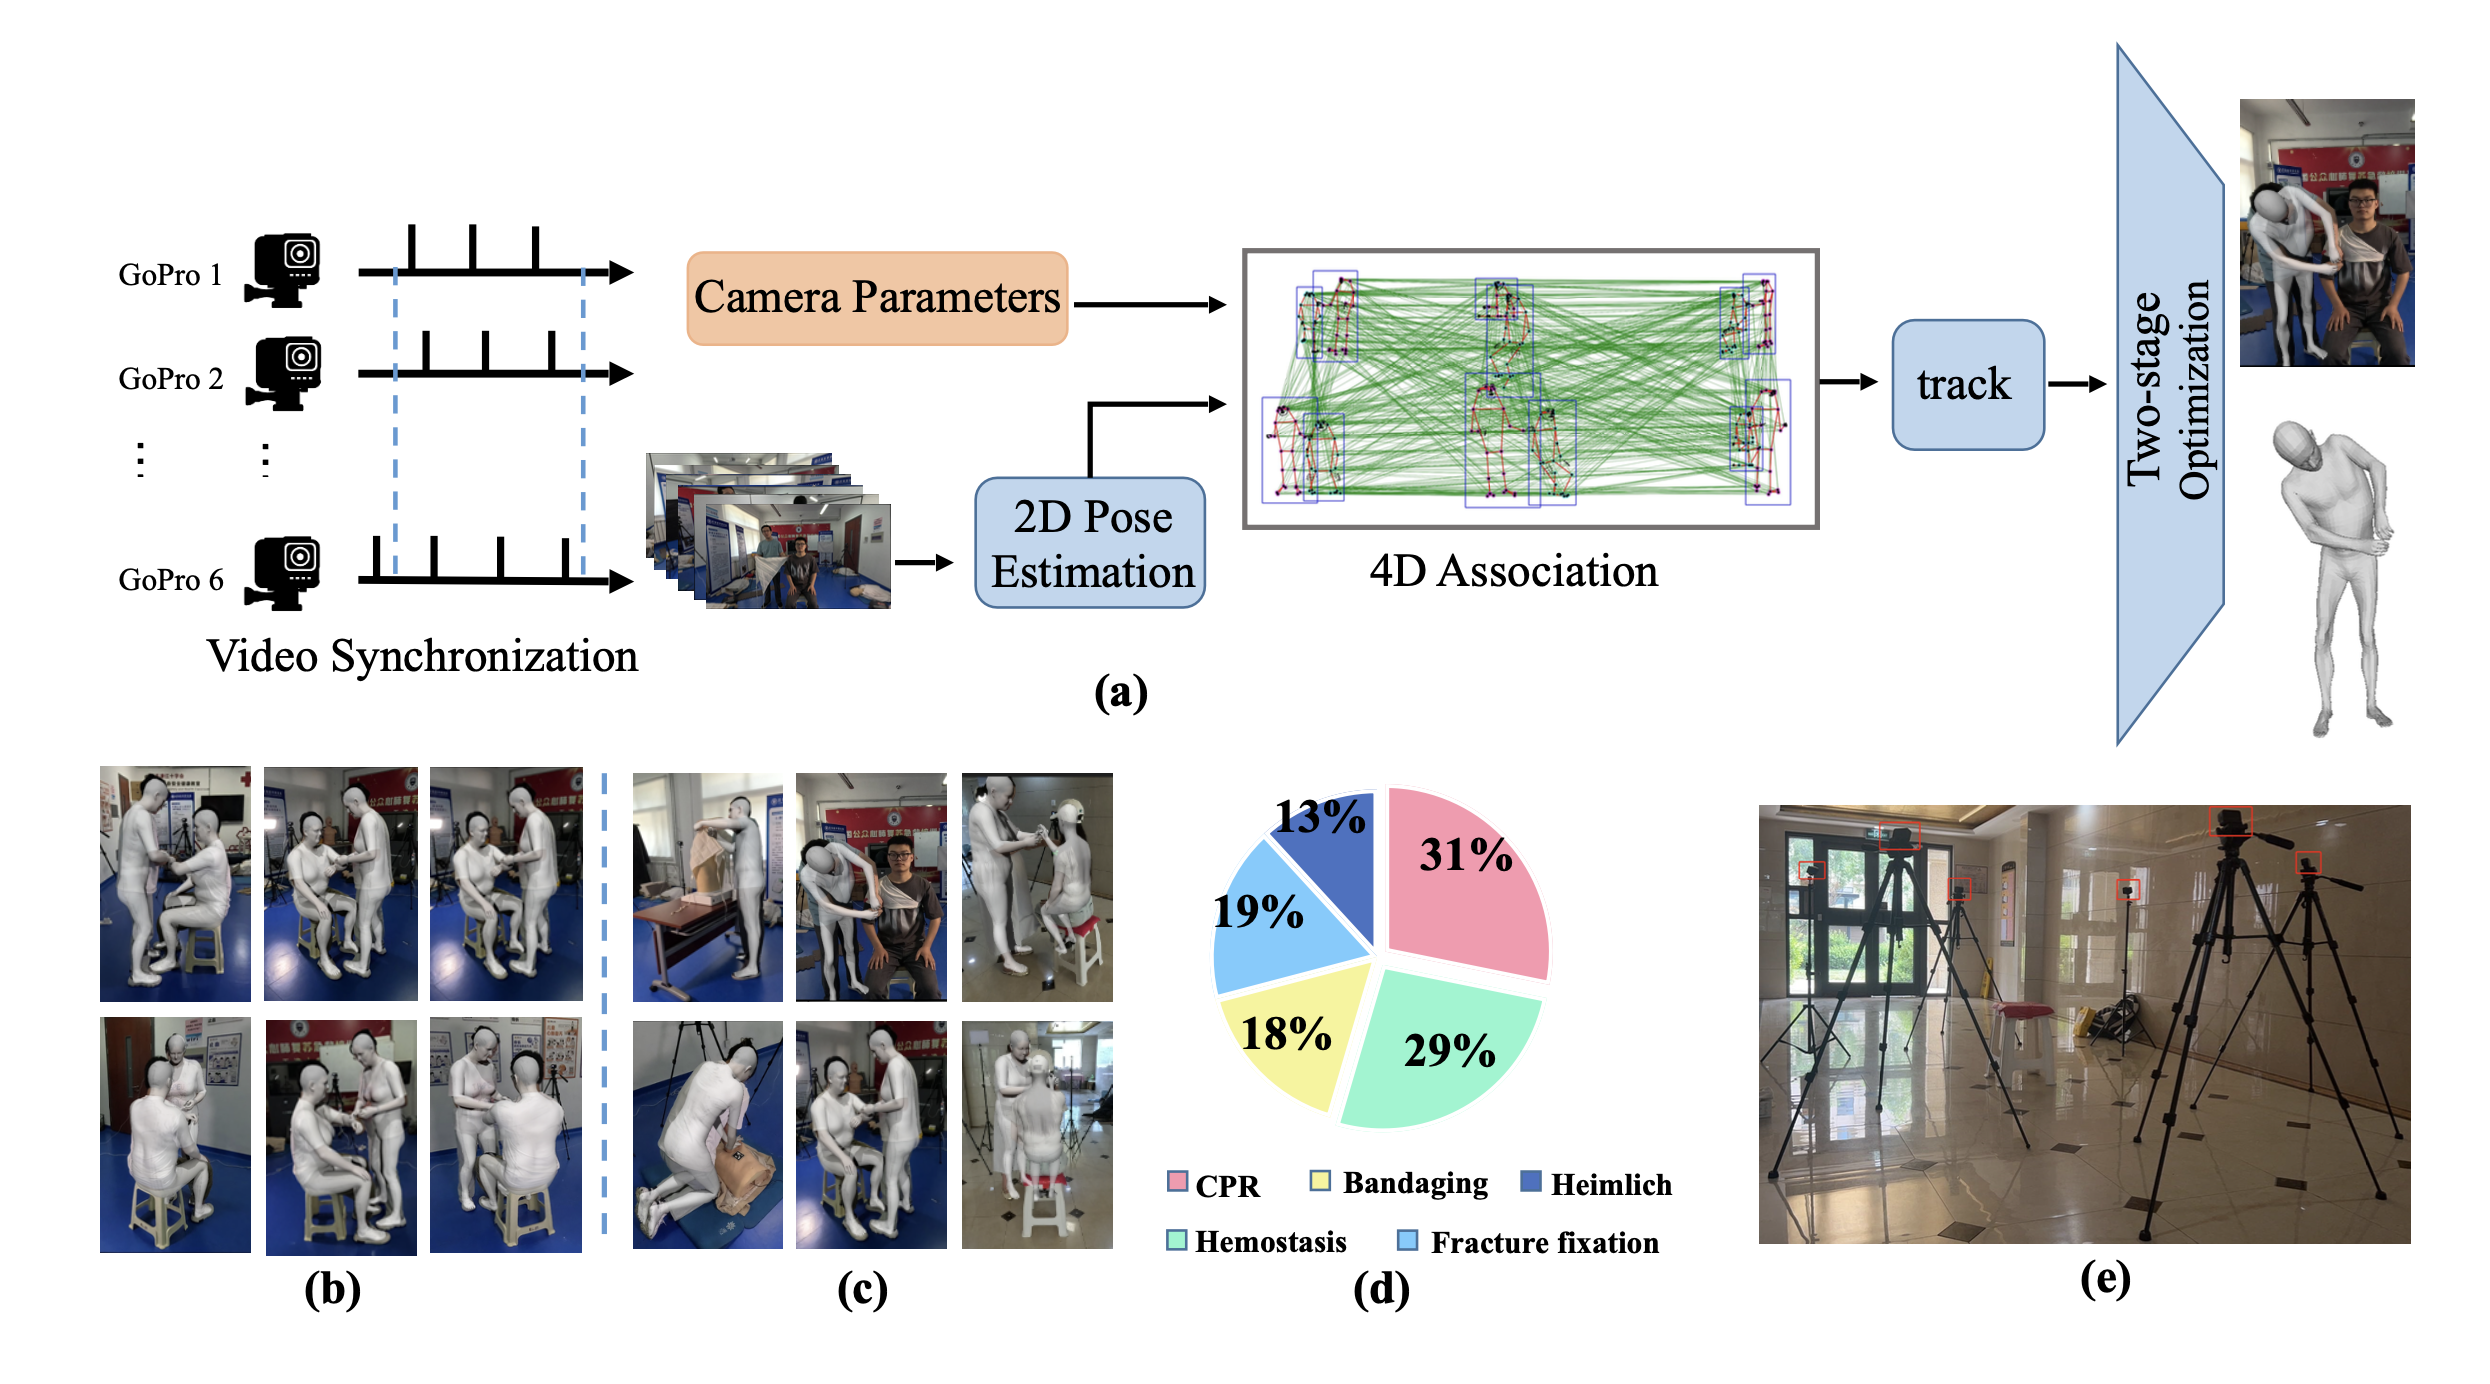 GoPro 1
GoPro 2
GoPro 6
Video Synchronization
Camera Parameters
2D Pose
Estimation
4D Association
track
Two-stage
Optimization
(a)
(b)
(c)
13%
31%
19%
18%
29%
CPR
Bandaging
Heimlich
Hemostasis
Fracture fixation
(d)
(e)